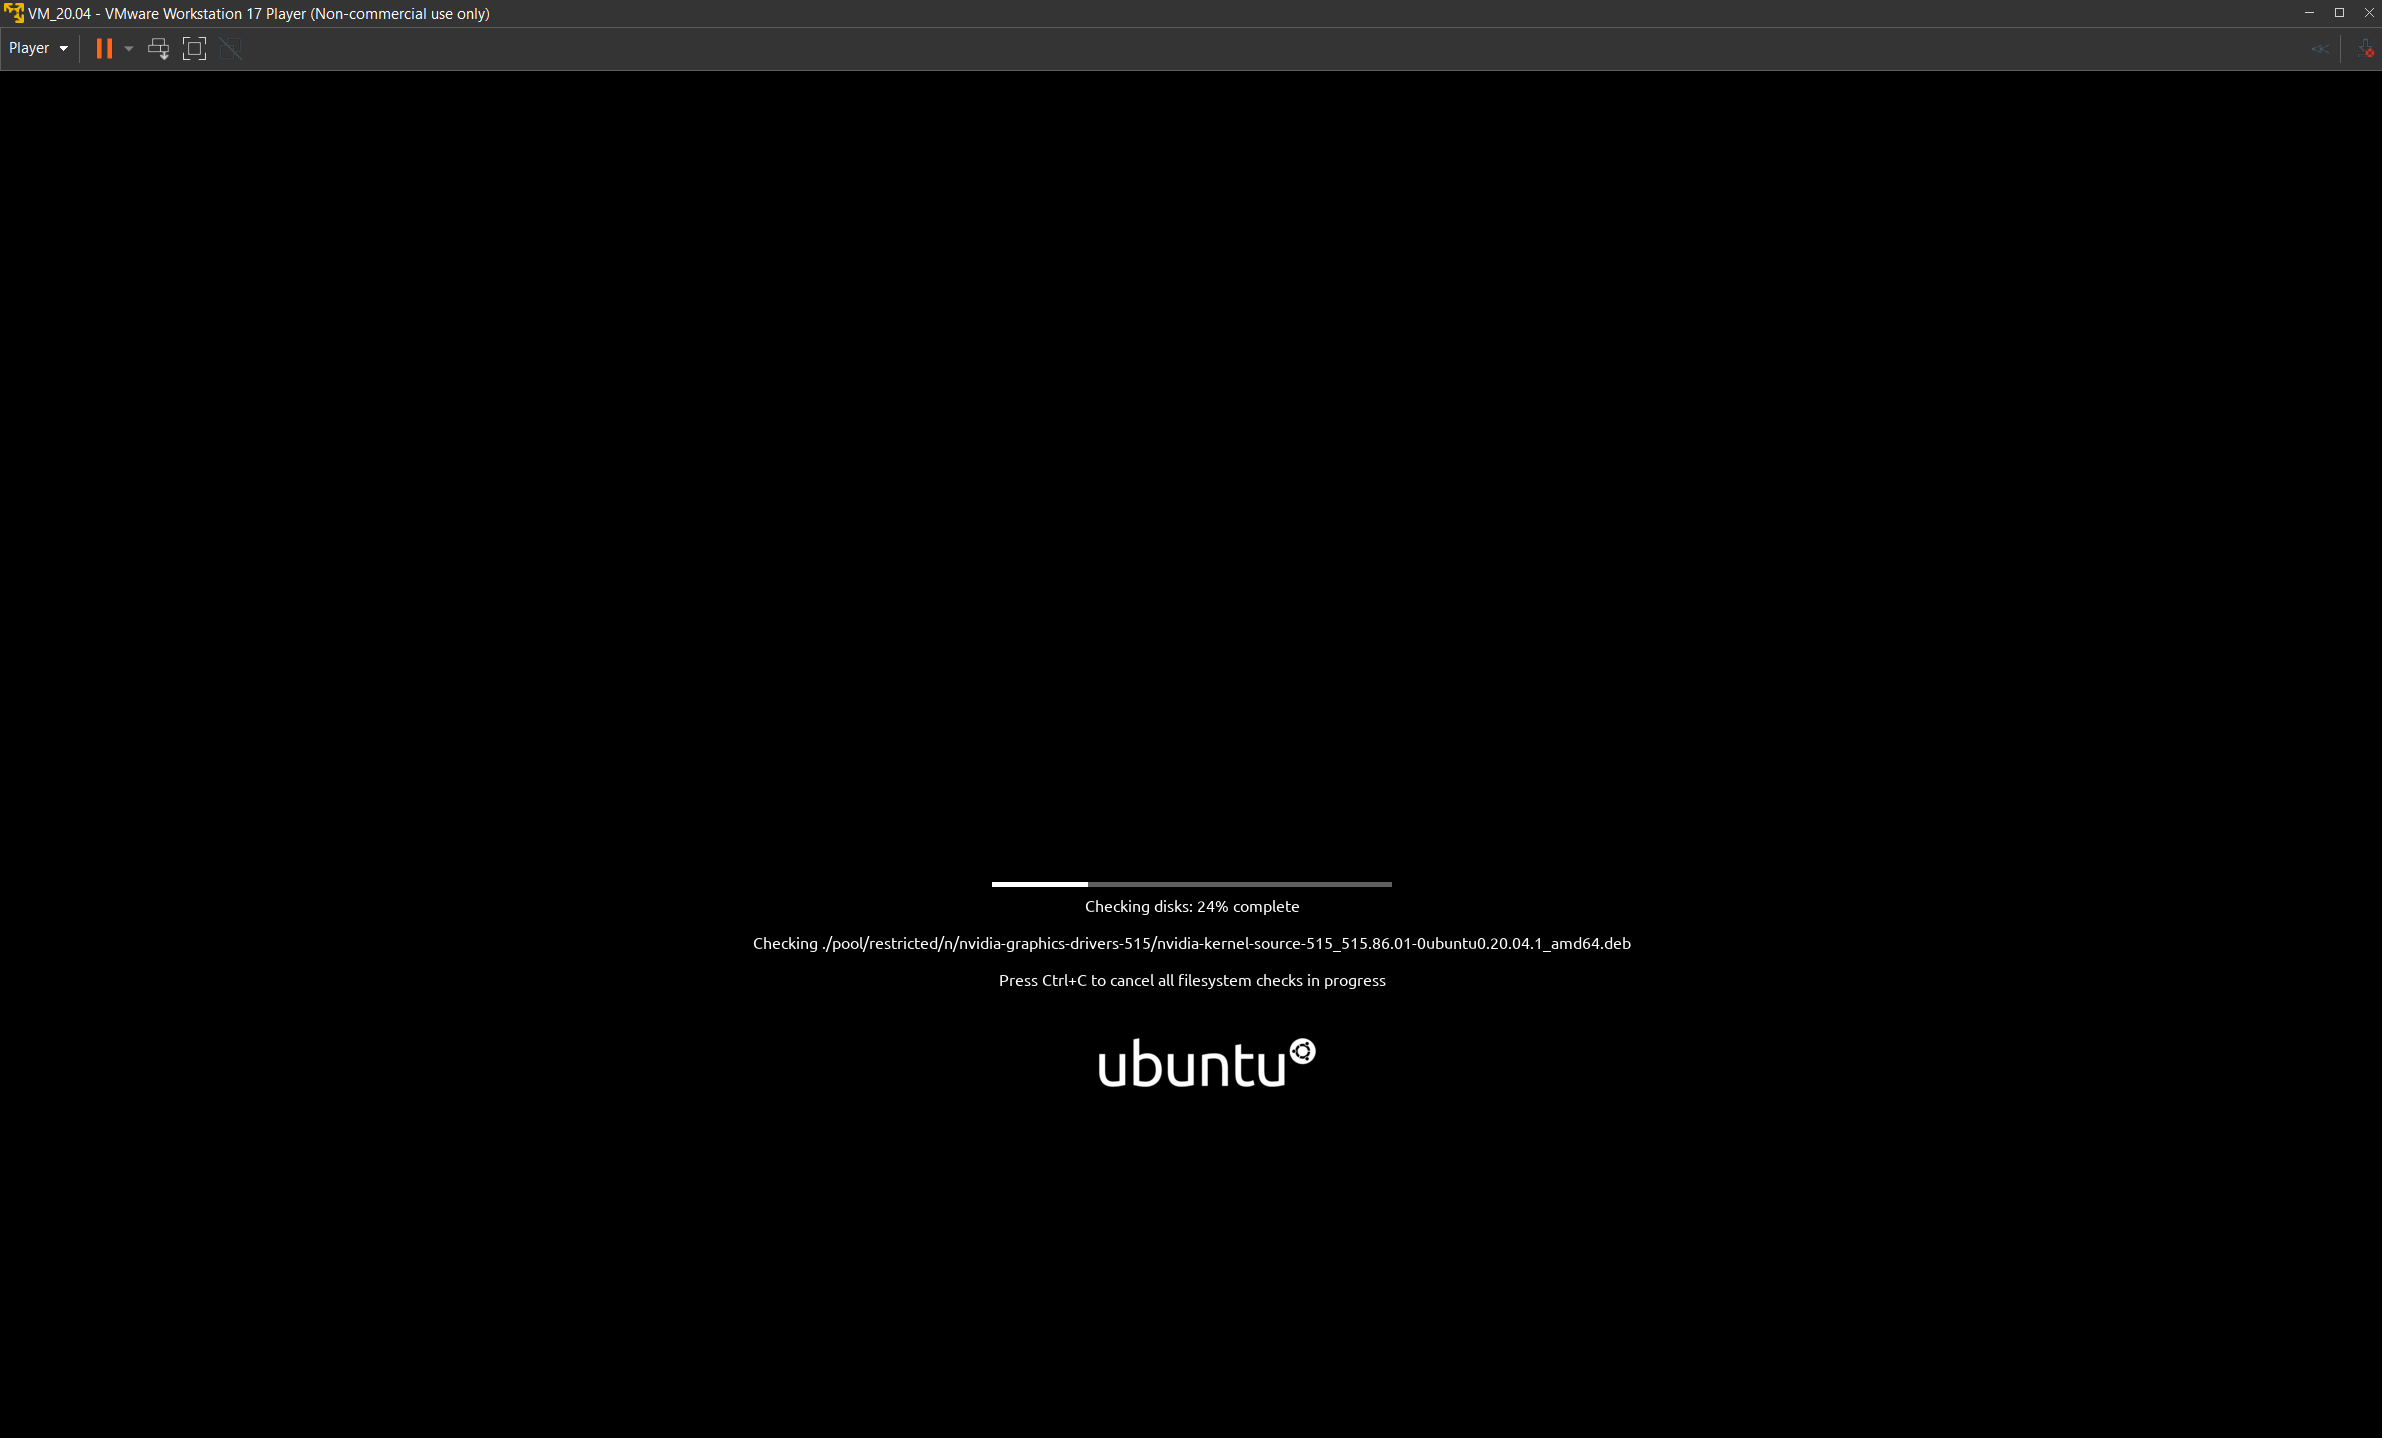 VM_20.04 - VMware Workstation 17 Player (Non-commercial use only)
Player
Checking disks: 24% complete
Checking ./pool/restricted/n/nvidia-graphics-drivers-515/nvidia-kernel-source-515_515.86.01-0ubuntu0.20.04.1_amd64.deb
Press Ctrl+C to cancel all filesystem checks in progress
ubuntu